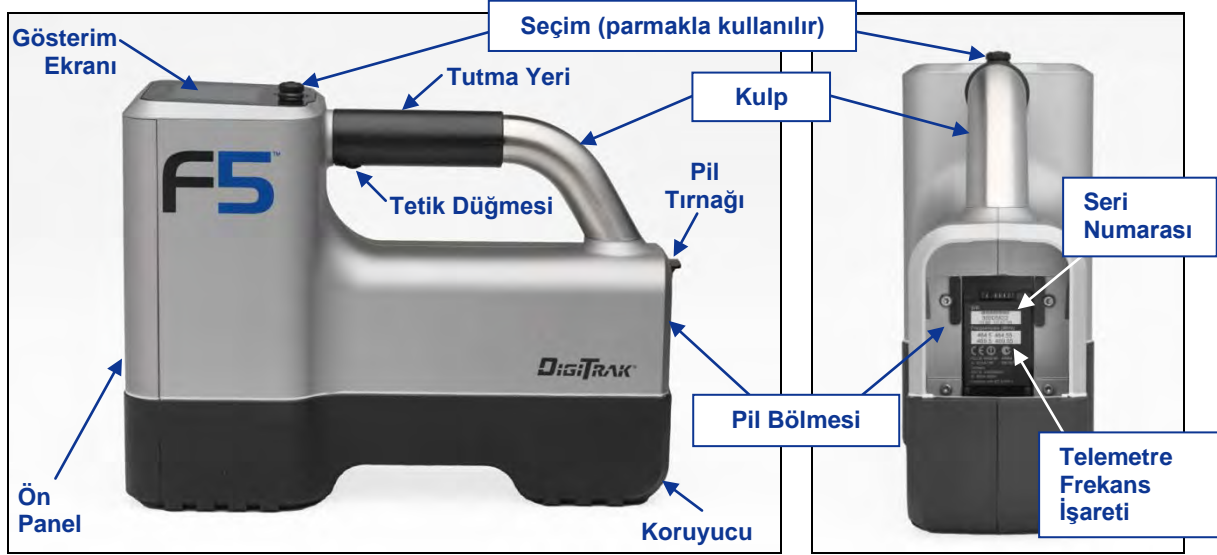 Seçim (parmakla kullanılır)
Gösterim
Ekranı
Tutma Yeri
Kulp
F5™
Tetik Düğmesi
Pil
Tırnağı
Seri
Numarası
DIGITRAK
Pil Bölmesi
Ön
Panel
Koruyucu
Telemetre
Frekans
İşareti